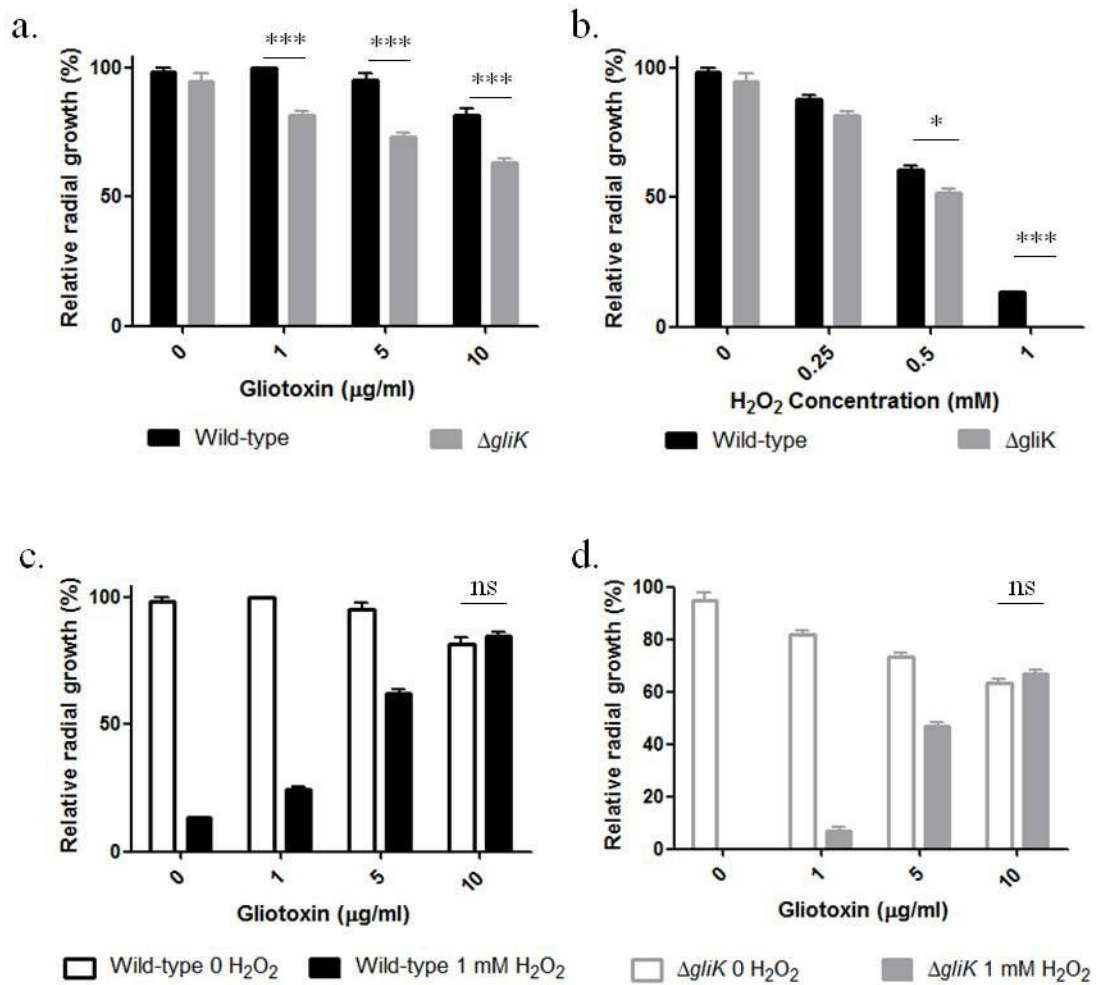 a.
Relative radial growth (%)
100
50
0
***
***
***
0 1 5 10
Gliotoxin (µg/ml)
Wild-type ΔgliK
b.
Relative radial growth (%)
100
50
0
*
***
0 0.25 0.5 1
H₂O₂ Concentration (mM)
Wild-type ΔgliK
c.
Relative radial growth (%)
100
50
0
ns
0 1 5 10
Gliotoxin (µg/ml)
Wild-type 0 H₂O₂ Wild-type 1 mM H₂O₂
d.
Relative radial growth (%)
100
80
60
40
20
0
ns
0 1 5 10
Gliotoxin (µg/ml)
ΔgliK 0 H₂O₂ ΔgliK 1 mM H₂O₂